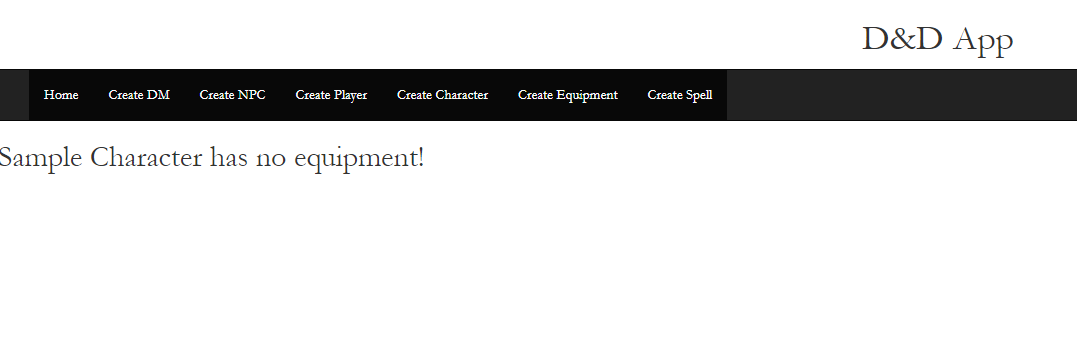 D&D App
Home Create DM Create NPC Create Player Create Character Create Equipment Create Spell
Sample Character has no equipment!